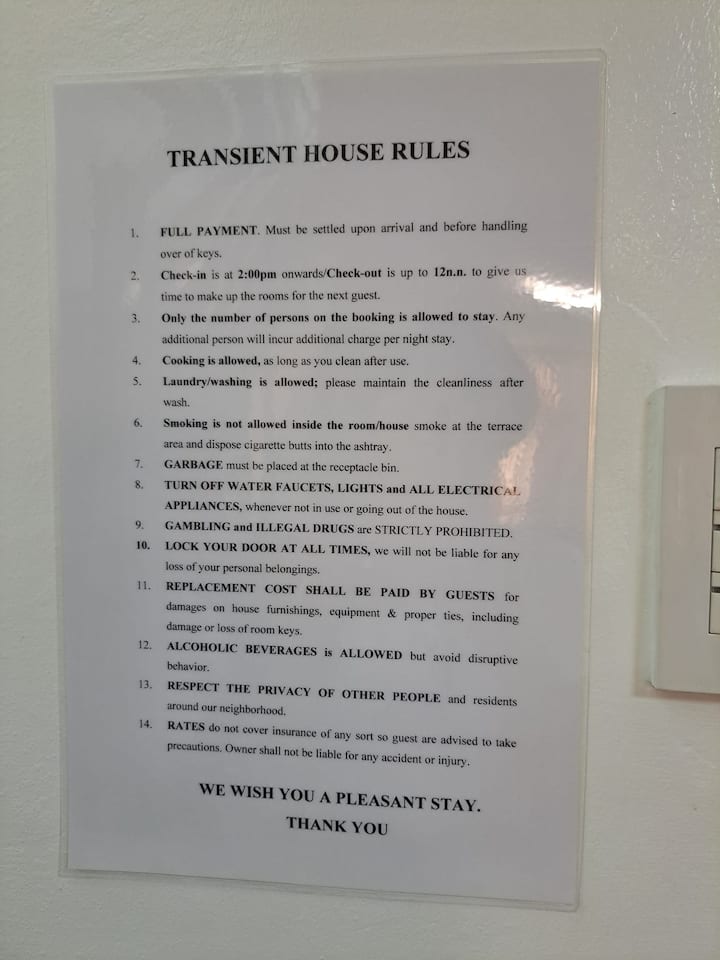 TRANSIENT HOUSE RULES
1. FULL PAYMENT. Must be settled upon arrival and before handling
over of keys.
2. Check-in is at 2:00pm onwards/Check-out is up to 12n.n. to give us
time to make up the rooms for the next guest.
3. Only the number of persons on the booking is allowed to stay. Any
additional person will incur additional charge per night stay.
4. Cooking is allowed, as long as you clean after use.
5. Laundry/washing is allowed; please maintain the cleanliness after
wash.
6. Smoking is not allowed inside the room/house smoke at the terrace
area and dispose cigarette butts into the ashtray.
7. GARBAGE must be placed at the receptacle bin.
8. TURN OFF WATER FAUCETS, LIGHTS and ALL ELECTRICAL
APPLIANCES, whenever not in use or going out of the house.
9. GAMBLING and ILLEGAL DRUGS are STRICTLY PROHIBITED.
10. LOCK YOUR DOOR AT ALL TIMES, we will not be liable for any
loss of your personal belongings.
11. REPLACEMENT COST SHALL BE PAID BY GUESTS for
damages on house furnishings, equipment & proper ties, including
damage or loss of room keys.
12. ALCOHOLIC BEVERAGES is ALLOWED but avoid disruptive
behavior.
13. RESPECT THE PRIVACY OF OTHER PEOPLE and residents
around our neighborhood.
14. RATES do not cover insurance of any sort so guest are advised to take
precautions. Owner shall not be liable for any accident or injury.
WE WISH YOU A PLEASANT STAY.
THANK YOU